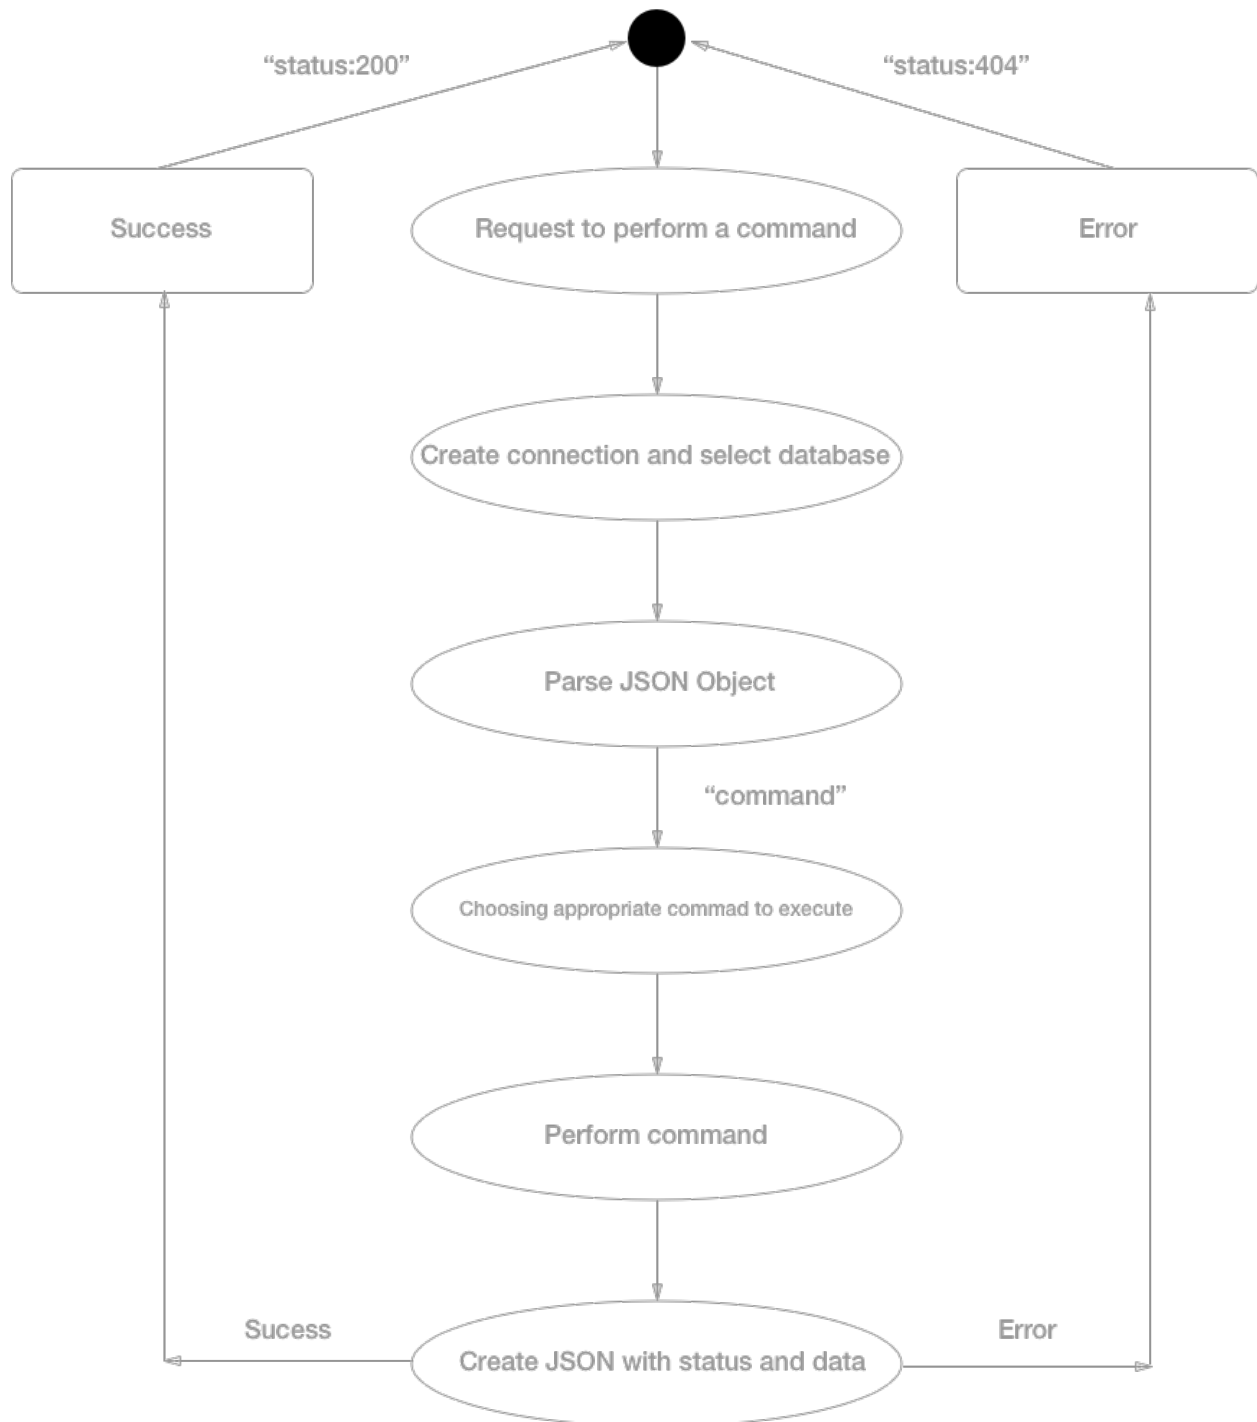 “status:200”
“status:404”
Success
Request to perform a command
Error
Create connection and select database
Parse JSON Object
“command”
Choosing appropriate commad to execute
Perform command
Sucess
Error
Create JSON with status and data